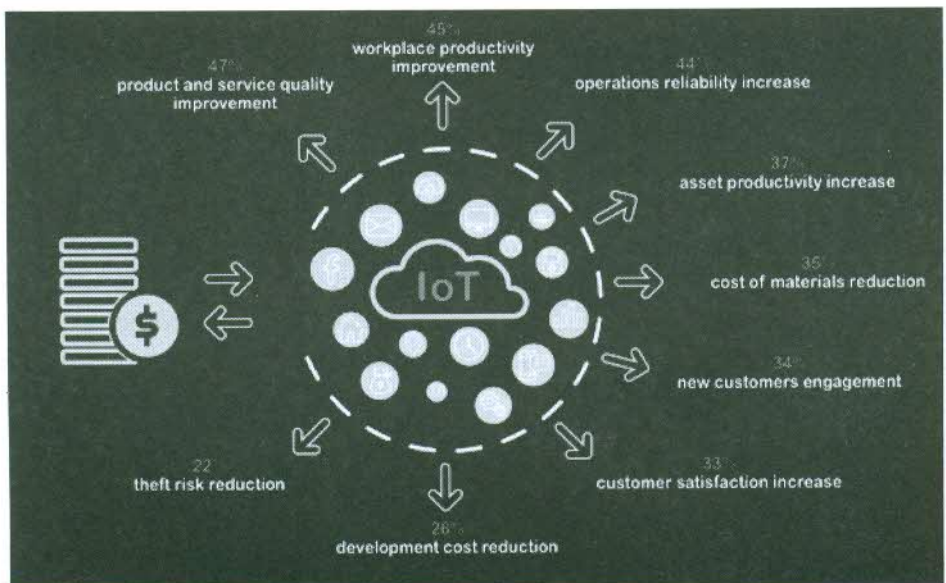 45%
workplace productivity
improvement
47%
product and service quality
improvement
44%
operations reliability increase
37%
asset productivity increase
35%
cost of materials reduction
34%
new customers engagement
33%
customer satisfaction increase
26%
development cost reduction
22
theft risk reduction
IoT
$